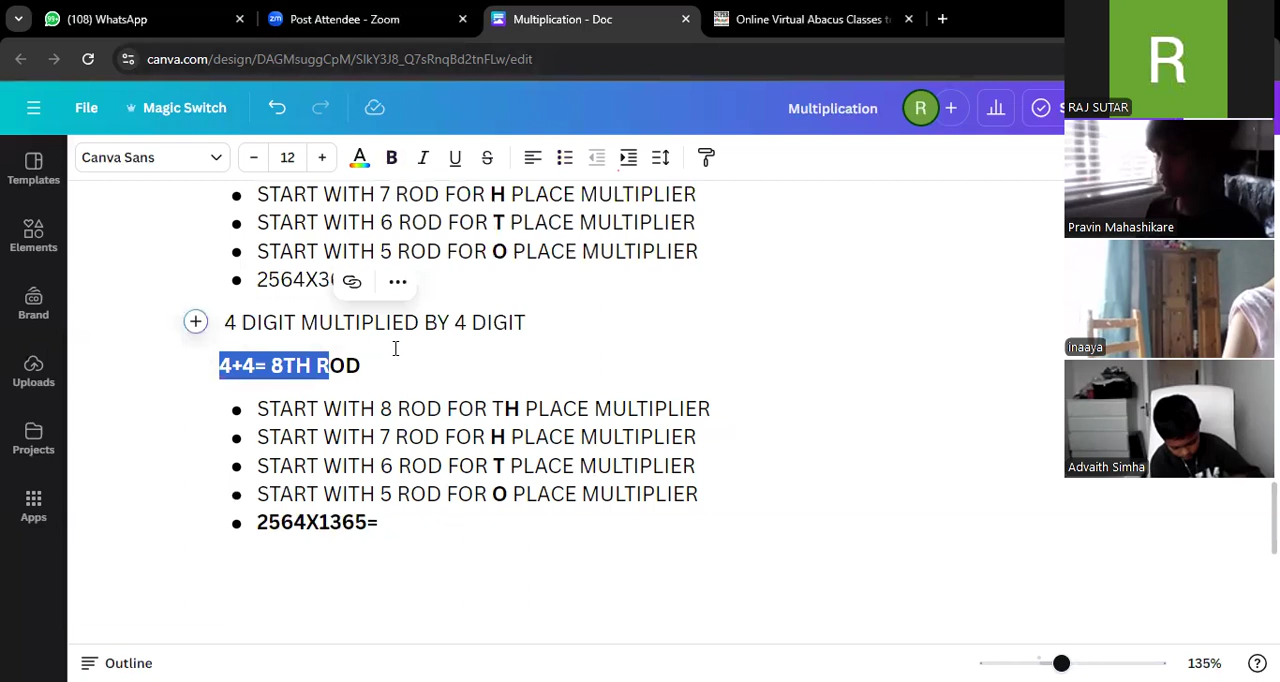 (108) WhatsApp
zm Post Attendee - Zoom
Multiplication - Doc
Online Virtual Abacus Classes t
canva.com/design/DAGMsuggCpM/SlkY3J8_Q7sRnqBd2tnFLw/edit
File
Magic Switch
Multiplication
R
R
RAJ SUTAR
Canva Sans
12
A
B
I
U
S
Templates
Elements
Brand
Uploads
Projects
Apps
START WITH 7 ROD FOR H PLACE MULTIPLIER
START WITH 6 ROD FOR T PLACE MULTIPLIER
START WITH 5 ROD FOR O PLACE MULTIPLIER
2564X3
4 DIGIT MULTIPLIED BY 4 DIGIT
4+4= 8TH ROD
START WITH 8 ROD FOR TH PLACE MULTIPLIER
START WITH 7 ROD FOR H PLACE MULTIPLIER
START WITH 6 ROD FOR T PLACE MULTIPLIER
START WITH 5 ROD FOR O PLACE MULTIPLIER
2564X1365=
Pravin Mahashikare
inaaya
Advaith Simha
Outline
135%